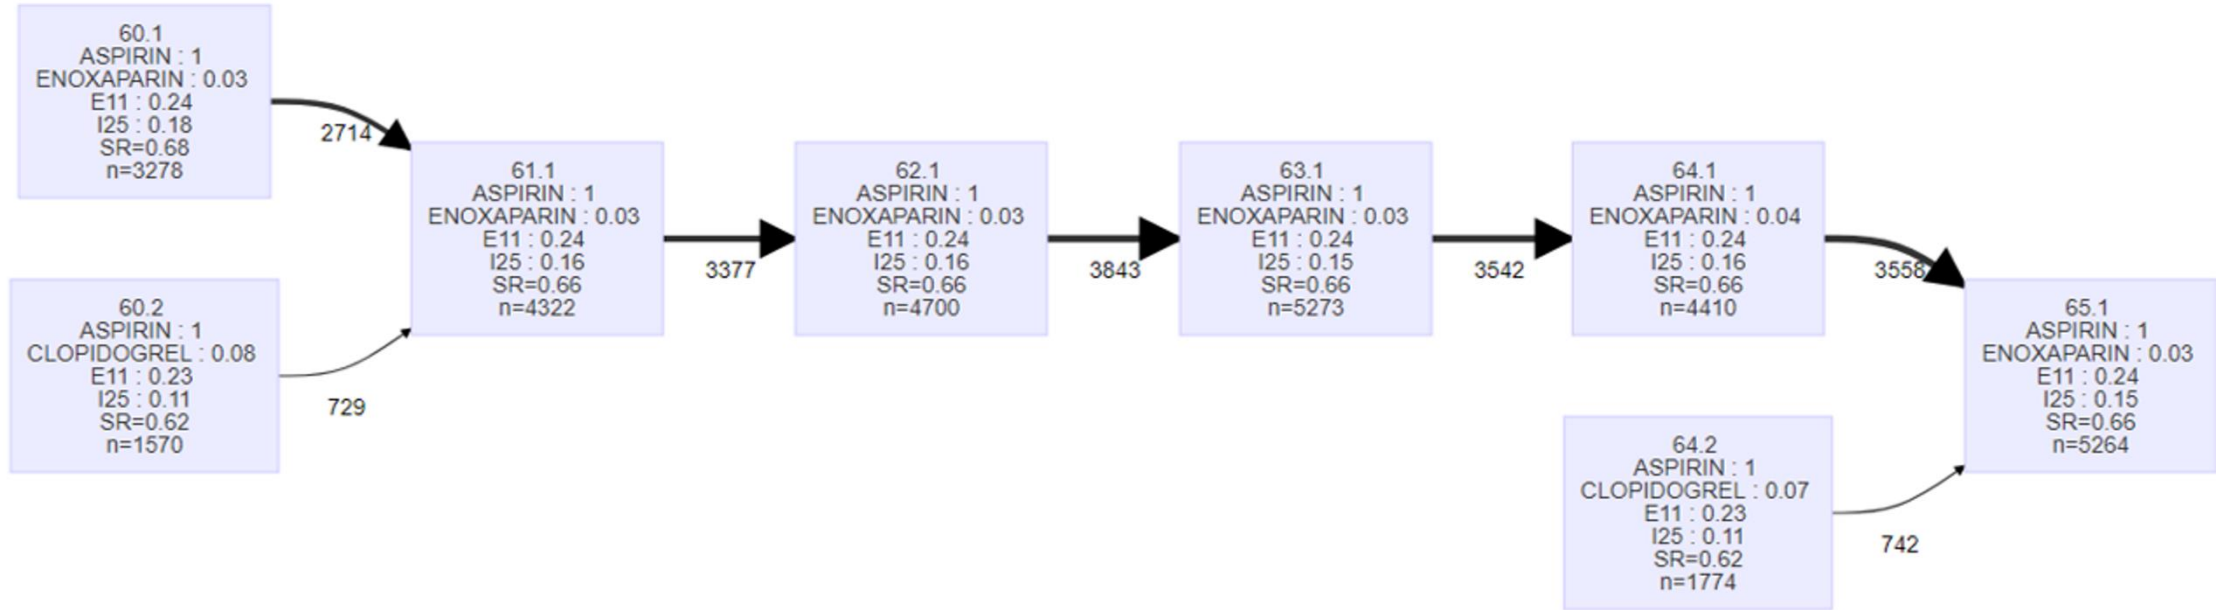 60.1
ASPIRIN : 1
ENOXAPARIN : 0.03
E11 : 0.24
I25 : 0.18
SR=0.68
n=3278
2714
60.2
ASPIRIN : 1
CLOPIDOGREL : 0.08
E11 : 0.23
I25 : 0.11
SR=0.62
n=1570
729
61.1
ASPIRIN : 1
ENOXAPARIN : 0.03
E11 : 0.24
I25 : 0.16
SR=0.66
n=4322
3377
62.1
ASPIRIN : 1
ENOXAPARIN : 0.03
E11 : 0.24
I25 : 0.16
SR=0.66
n=4700
3843
63.1
ASPIRIN : 1
ENOXAPARIN : 0.03
E11 : 0.24
I25 : 0.15
SR=0.66
n=5273
3542
64.1
ASPIRIN : 1
ENOXAPARIN : 0.04
E11 : 0.24
I25 : 0.16
SR=0.66
n=4410
3558
64.2
ASPIRIN : 1
CLOPIDOGREL : 0.07
E11 : 0.23
I25 : 0.11
SR=0.62
n=1774
742
65.1
ASPIRIN : 1
ENOXAPARIN : 0.03
E11 : 0.24
I25 : 0.15
SR=0.66
n=5264